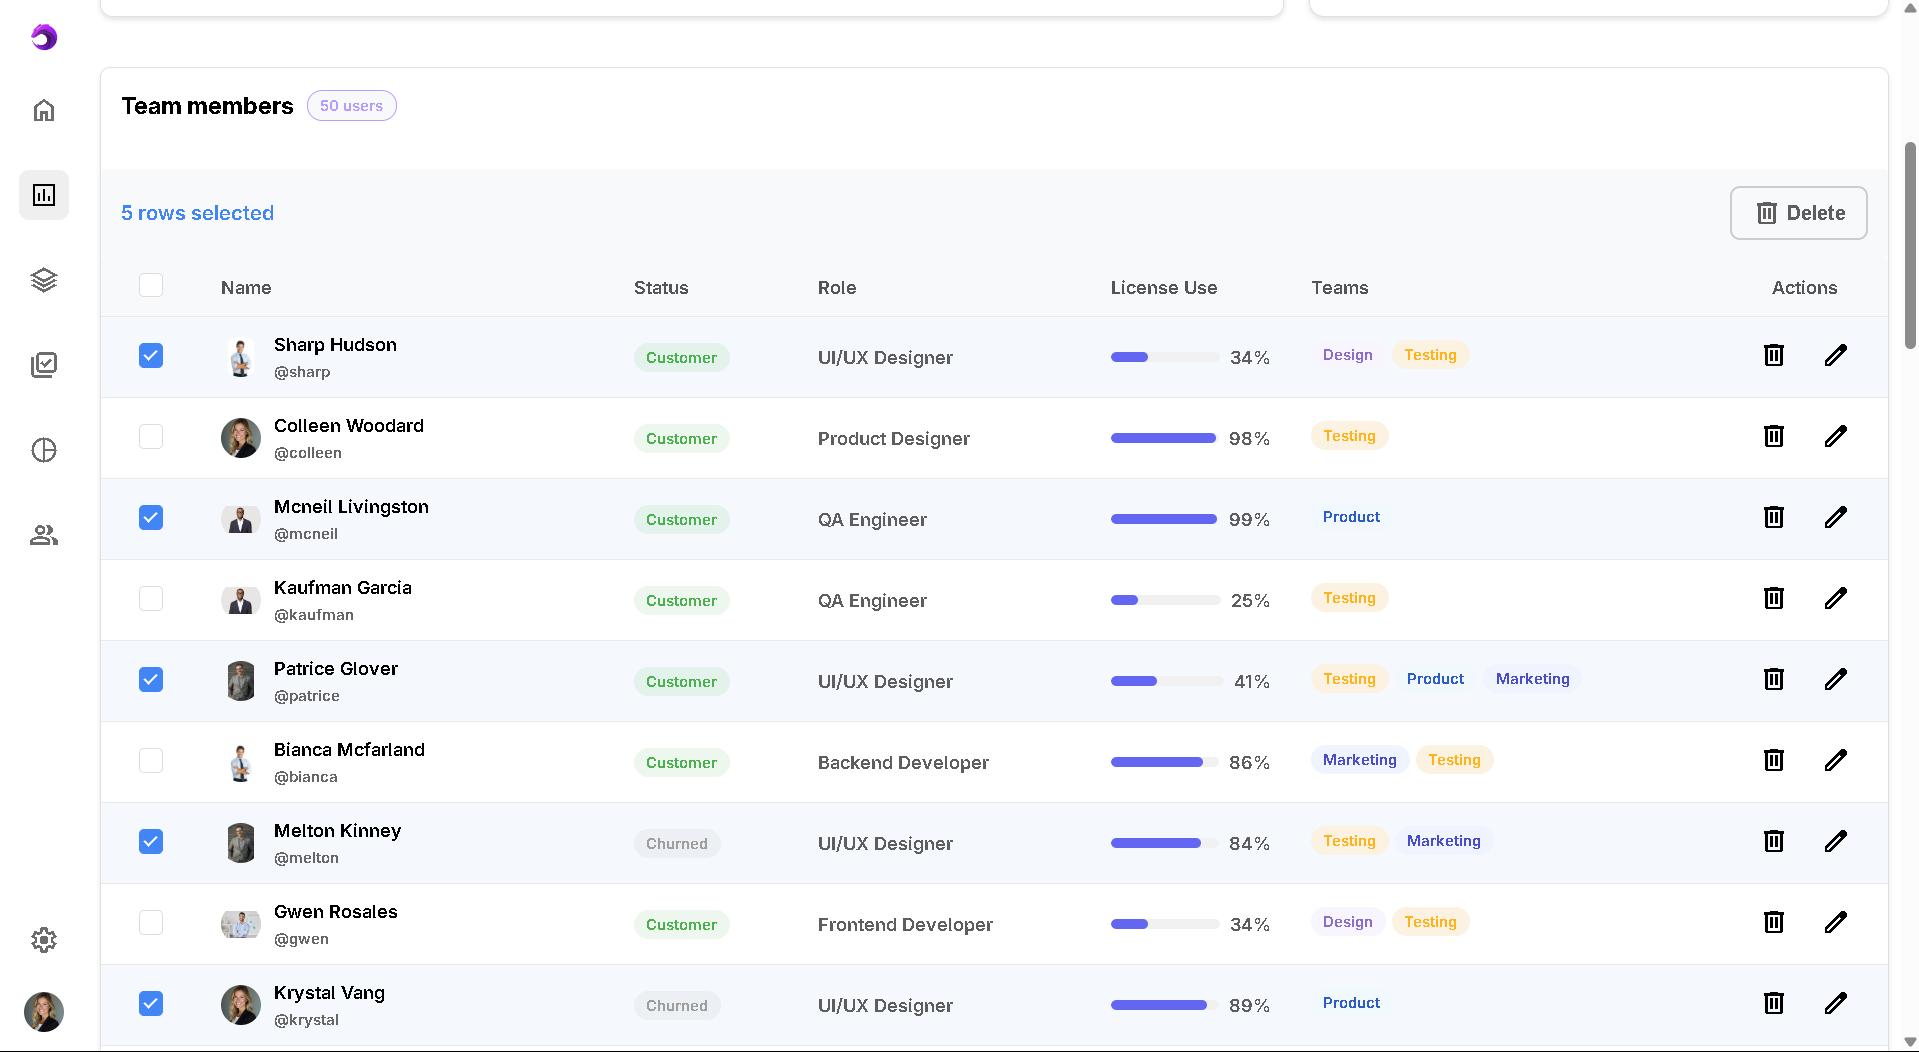 Team members 50 users
5 rows selected Delete
Name Status Role License Use Teams Actions
Sharp Hudson
@sharp
Customer UI/UX Designer 34% Design Testing
Colleen Woodard
@colleen
Customer Product Designer 98% Testing
Mcneil Livingston
@mcneil
Customer QA Engineer 99% Product
Kaufman Garcia
@kaufman
Customer QA Engineer 25% Testing
Patrice Glover
@patrice
Customer UI/UX Designer 41% Testing Product Marketing
Bianca Mcfarland
@bianca
Customer Backend Developer 86% Marketing Testing
Melton Kinney
@melton
Churned UI/UX Designer 84% Testing Marketing
Gwen Rosales
@gwen
Customer Frontend Developer 34% Design Testing
Krystal Vang
@krystal
Churned UI/UX Designer 89% Product